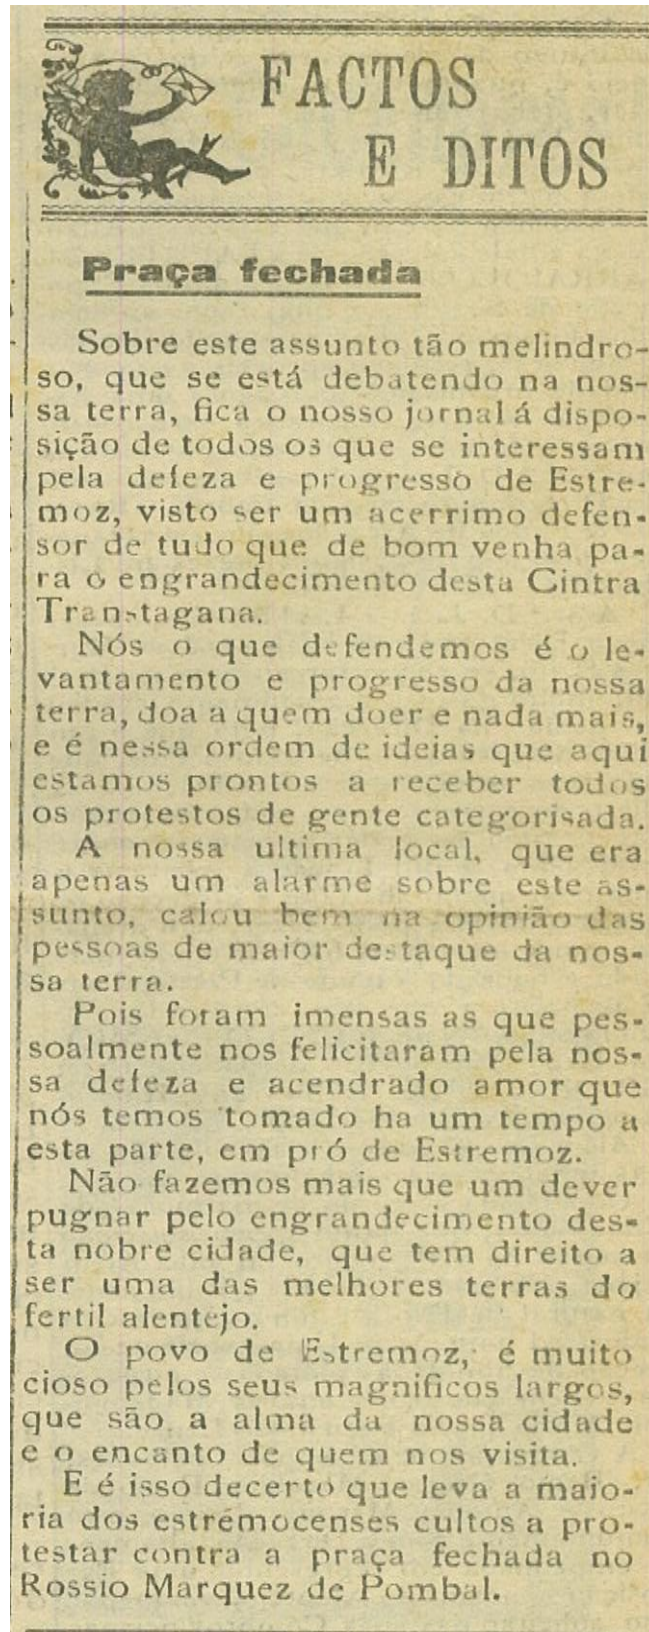 FACTOS
E DITOS
Praça fechada
Sobre este assunto tão melindro-
so, que se está debatendo na nos-
sa terra, fica o nosso jornal á dispo-
sição de todos os que se interessam
pela defeza e progresso de Estre-
moz, visto ser um acerrimo defen-
sor de tudo que de bom venha pa-
ra o engrandecimento desta Cintra
Transtagana.
Nós o que defendemos é o le-
vantamento e progresso da nossa
terra, doa a quem doer e nada mais,
e é nessa ordem de ideias que aqui
estamos prontos a receber todos
os protestos de gente categorisada.
A nossa ultima local, que era
apenas um alarme sobre este as-
sunto, calou bem na opinião das
pessoas de maior destaque da nos-
sa terra.
Pois foram imensas as que pes-
soalmente nos felicitaram pela nos-
sa defeza e acendrado amor que
nós temos tomado ha um tempo a
esta parte, em pró de Estremoz.
Não fazemos mais que um dever
pugnar pelo engrandecimento des-
ta nobre cidade, que tem direito a
ser uma das melhores terras do
fertil alentejo.
O povo de Estremoz, é muito
cioso pelos seus magnificos largos,
que são a alma da nossa cidade
e o encanto de quem nos visita.
E é isso decerto que leva a maio-
ria dos estremocenses cultos a pro-
testar contra a praça fechada no
Rossio Marquez de Pombal.